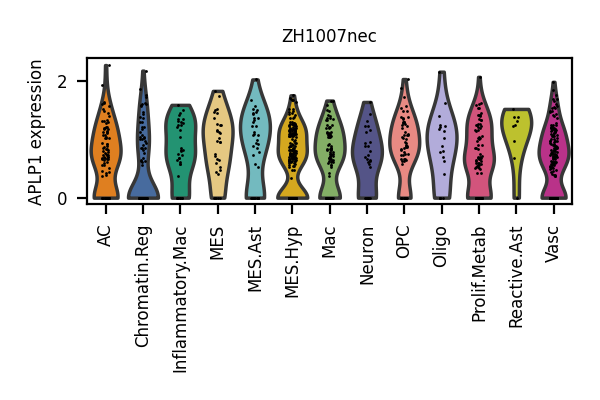 ZH1007nec
APLP1 expression
2
0
AC
Chromatin.Reg
Inflammatory.Mac
MES
MES.Ast
MES.Hyp
Mac
Neuron
OPC
Oligo
Prolif.Metab
Reactive.Ast
Vasc